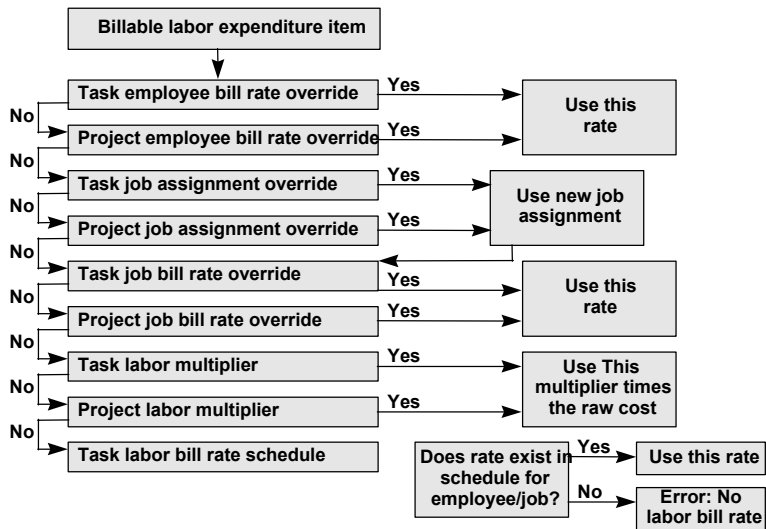 Billable labor expenditure item
Task employee bill rate override
Yes
Use this
rate
No
Project employee bill rate override
Yes
No
Task job assignment override
Yes
Use new job
assignment
No
Project job assignment override
Yes
No
Task job bill rate override
Yes
Use this
rate
No
Project job bill rate override
Yes
No
Task labor multiplier
Yes
Use This
multiplier times
the raw cost
No
Project labor multiplier
Yes
No
Task labor bill rate schedule
Does rate exist in
schedule for
employee/job?
Yes
Use this rate
No
Error: No
labor bill rate